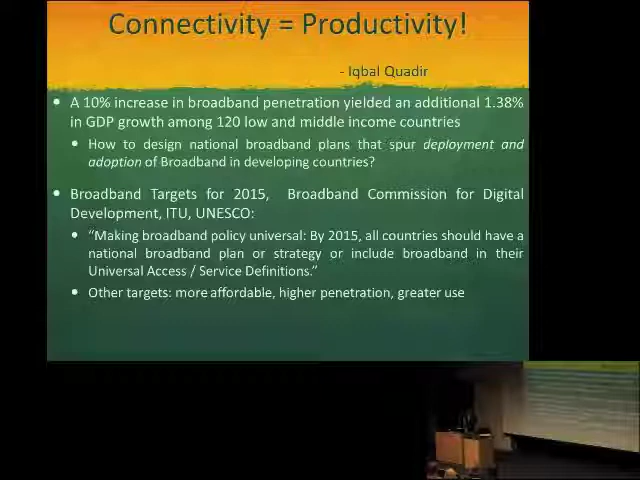 Connectivity = Productivity!
- Iqbal Quadir
• A 10% increase in broadband penetration yielded an additional 1.38%
in GDP growth among 120 low and middle income countries
• How to design national broadband plans that spur deployment and
adoption of Broadband in developing countries?
• Broadband Targets for 2015, Broadband Commission for Digital
Development, ITU, UNESCO:
• “Making broadband policy universal: By 2015, all countries should have a
national broadband plan or strategy or include broadband in their
Universal Access / Service Definitions.”
• Other targets: more affordable, higher penetration, greater use